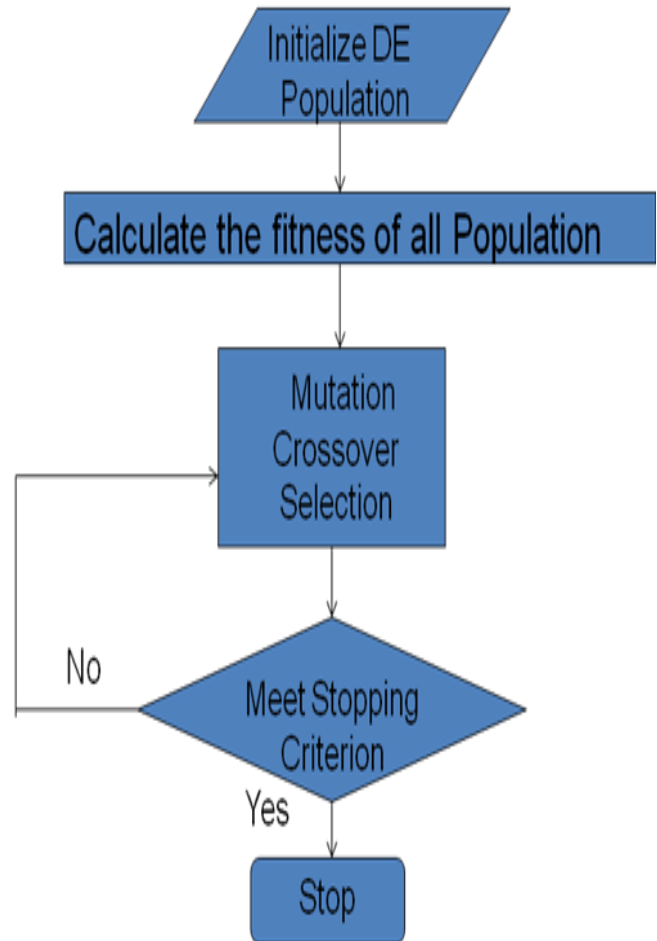 Initialize DE
Population
Calculate the fitness of all Population
Mutation
Crossover
Selection
No
Meet Stopping
Criterion
Yes
Stop